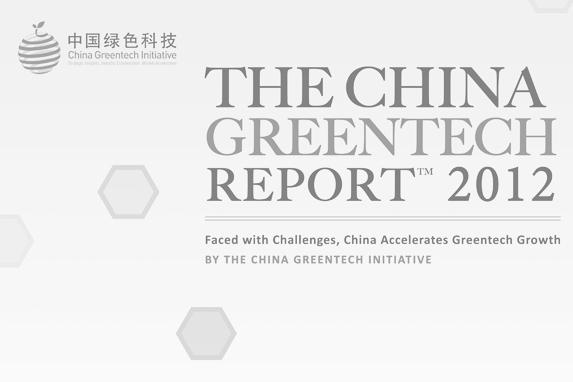 中国绿色科技
China Greentech Initiative
THE CHINA
GREENTECH
REPORT™ 2012
Faced with Challenges, China Accelerates Greentech Growth
BY THE CHINA GREENTECH INITIATIVE